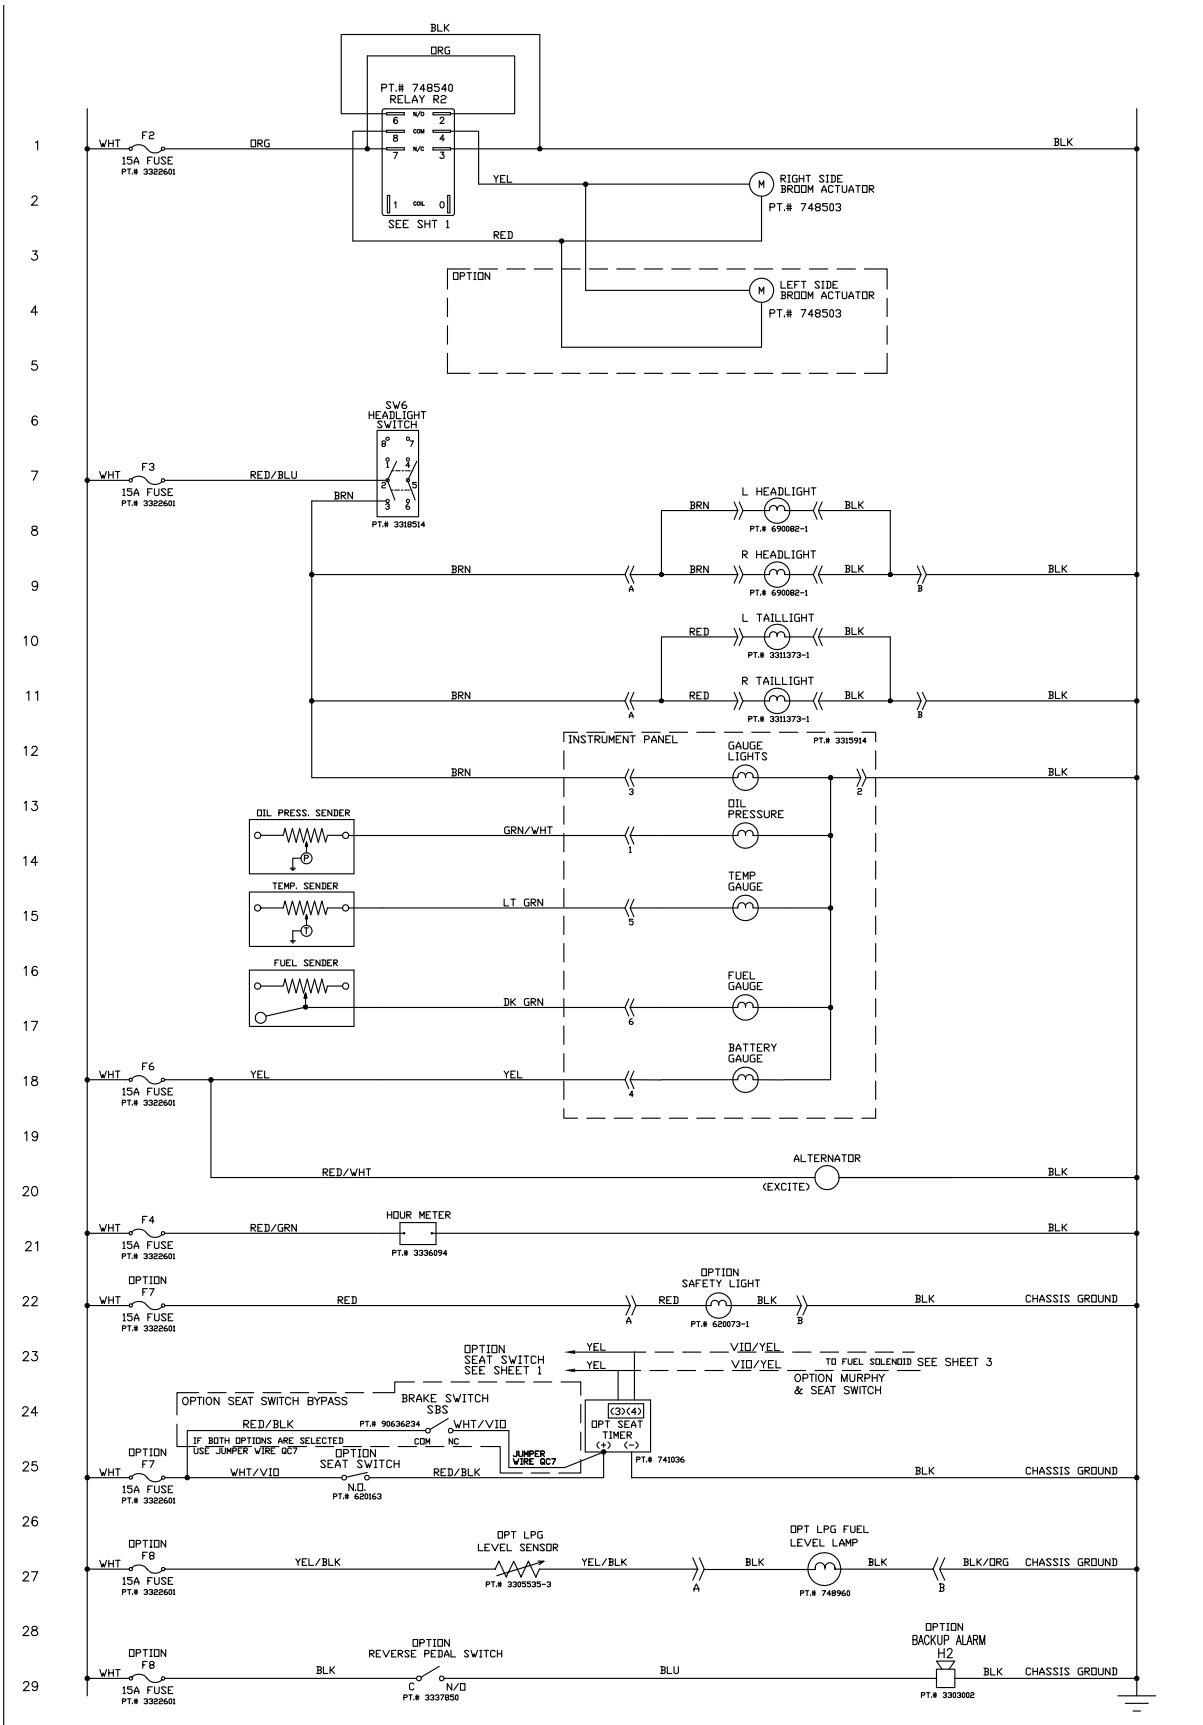 BLK
ORG
PT.# 748540
RELAY R2
N/O
6 2
COM
8 4
1 WHT F2 ORG N/C BLK
7 3
15A FUSE
PT.# 3322601
YEL M RIGHT SIDE
BROOM ACTUATOR
2 1 COIL 0 PT.# 748503
SEE SHT 1
RED
3
OPTION
M LEFT SIDE
BROOM ACTUATOR
4 PT.# 748503
5
SW6
HEADLIGHT
SWITCH
6
8 7
1 4
7 WHT F3 RED/BLU
2 5
15A FUSE
PT.# 3322601
BRN
3 6
PT.# 3318514
L HEADLIGHT
BRN BLK
8 PT.# 690082-1
R HEADLIGHT
BRN BRN BLK BLK
9 A PT.# 690082-1 B
L TAILLIGHT
10 RED BLK
PT.# 3311373-1
R TAILLIGHT
11 BRN RED BLK BLK
A PT.# 3311373-1 B
INSTRUMENT PANEL PT.# 3315914
12 GAUGE
LIGHTS
BRN BLK
3 2
13 OIL
PRESSURE
OIL PRESS. SENDER
GRN/WHT
1
14 P
TEMP. SENDER
TEMP
GAUGE
15 LT GRN
5
T
16 FUEL SENDER
FUEL
GAUGE
DK GRN
6
17
BATTERY
GAUGE
18 WHT F6 YEL YEL
4
15A FUSE
PT.# 3322601
19
ALTERNATOR
RED/WHT BLK
20 (EXCITE)
HOUR METER
21 WHT F4 RED/GRN BLK
15A FUSE
PT.# 3322601
PT.# 3336094
OPTION
F7
OPTION
SAFETY LIGHT
22 WHT RED RED BLK BLK CHASSIS GROUND
15A FUSE
PT.# 3322601
A PT.# 620073-1 B
23 OPTION
SEAT SWITCH
SEE SHEET 1
YEL VIO/YEL
YEL VIO/YEL TO FUEL SOLENOID SEE SHEET 3
OPTION MURPHY
& SEAT SWITCH
OPTION SEAT SWITCH BYPASS
BRAKE SWITCH
SBS
24 (3)(4)
RED/BLK PT.# 90636234 WHT/VIO
OPT SEAT
TIMER
(+) (-)
IF BOTH OPTIONS ARE SELECTED
USE JUMPER WIRE QC7
COM NC
JUMPER
WIRE QC7
PT.# 741036
OPTION
F7
OPTION
SEAT SWITCH
25 WHT WHT/VIO RED/BLK BLK CHASSIS GROUND
15A FUSE
PT.# 3322601
N.O.
PT.# 620163
26
OPTION
F8
OPT LPG
LEVEL SENSOR
OPT LPG FUEL
LEVEL LAMP
27 WHT YEL/BLK YEL/BLK BLK BLK BLK/ORG CHASSIS GROUND
15A FUSE
PT.# 3322601
PT.# 3305535-3
A PT.# 748960 B
28
OPTION
F8
OPTION
REVERSE PEDAL SWITCH
OPTION
BACKUP ALARM
H2
29 WHT BLK BLU BLK CHASSIS GROUND
15A FUSE
PT.# 3322601
C N/O
PT.# 3337850
PT.# 3303002